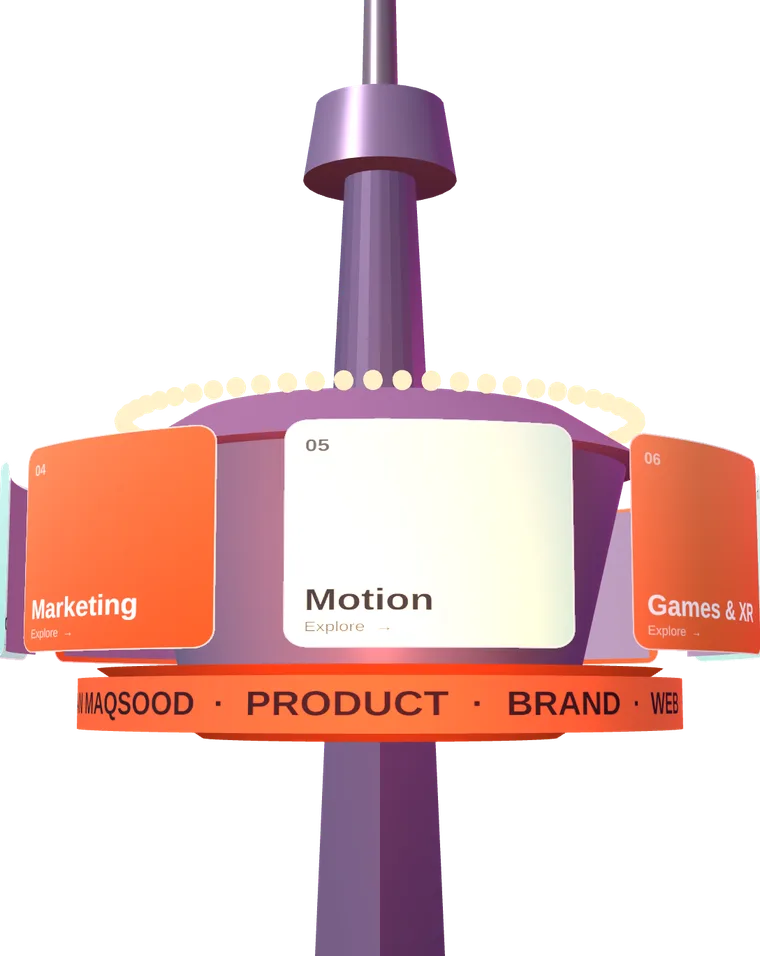 04
Marketing
Explore →
05
Motion
Explore →
06
Games & XR
Explore →
MAQSOOD · PRODUCT · BRAND · WEB